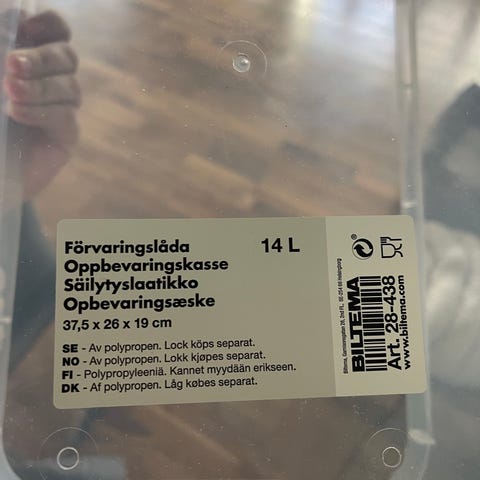 Förvaringslåda 14 L
Oppbevaringskasse
Säilytyslaatikko
Opbevaringsæske
37,5 x 26 x 19 cm
SE - Av polypropen. Lock köps separat.
NO - Av polypropen. Lokk kjøpes separat.
FI - Polypropyleeniä. Kannet myydään erikseen.
DK - Af polypropen. Låg købes separat.
BILTEMA
Art. 28-438
www.biltema.com